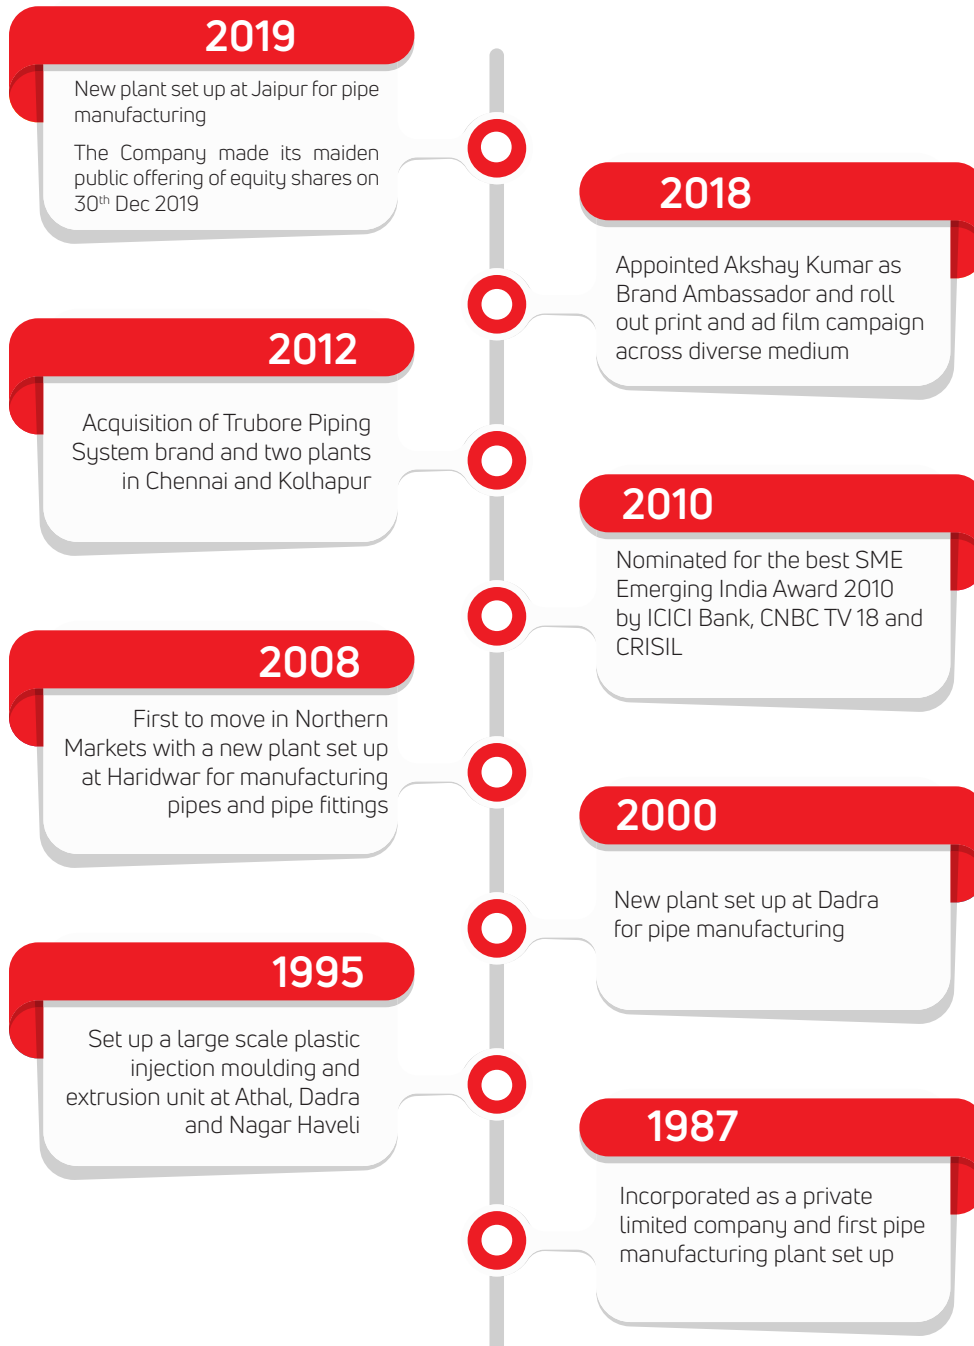 2019
New plant set up at Jaipur for pipe
manufacturing
The Company made its maiden
public offering of equity shares on
30th Dec 2019
2018
Appointed Akshay Kumar as
Brand Ambassador and roll
out print and ad film campaign
across diverse medium
2012
Acquisition of Trubore Piping
System brand and two plants
in Chennai and Kolhapur
2010
Nominated for the best SME
Emerging India Award 2010
by ICICI Bank, CNBC TV 18 and
CRISIL
2008
First to move in Northern
Markets with a new plant set up
at Haridwar for manufacturing
pipes and pipe fittings
2000
New plant set up at Dadra
for pipe manufacturing
1995
Set up a large scale plastic
injection moulding and
extrusion unit at Athal, Dadra
and Nagar Haveli
1987
Incorporated as a private
limited company and first pipe
manufacturing plant set up